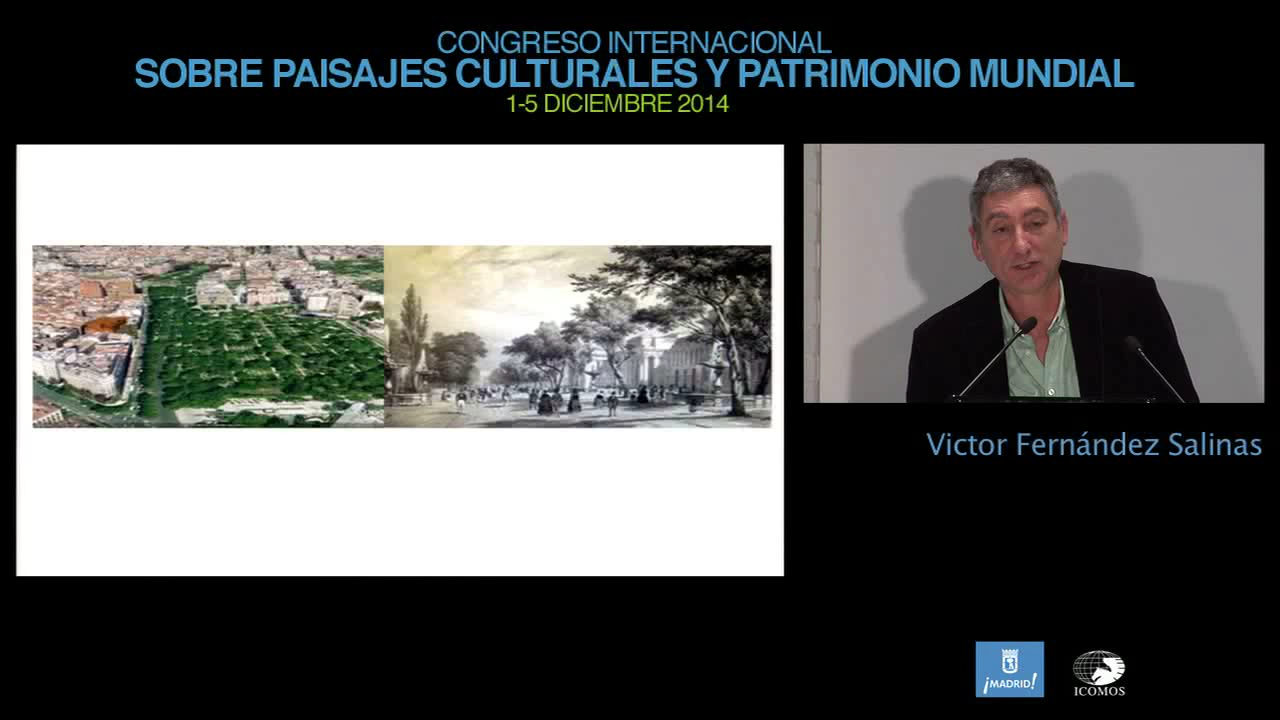 CONGRESO INTERNACIONAL
SOBRE PAISAJES CULTURALES Y PATRIMONIO MUNDIAL
1-5 DICIEMBRE 2014
Victor Fernández Salinas
¡MADRID!
ICOMOS